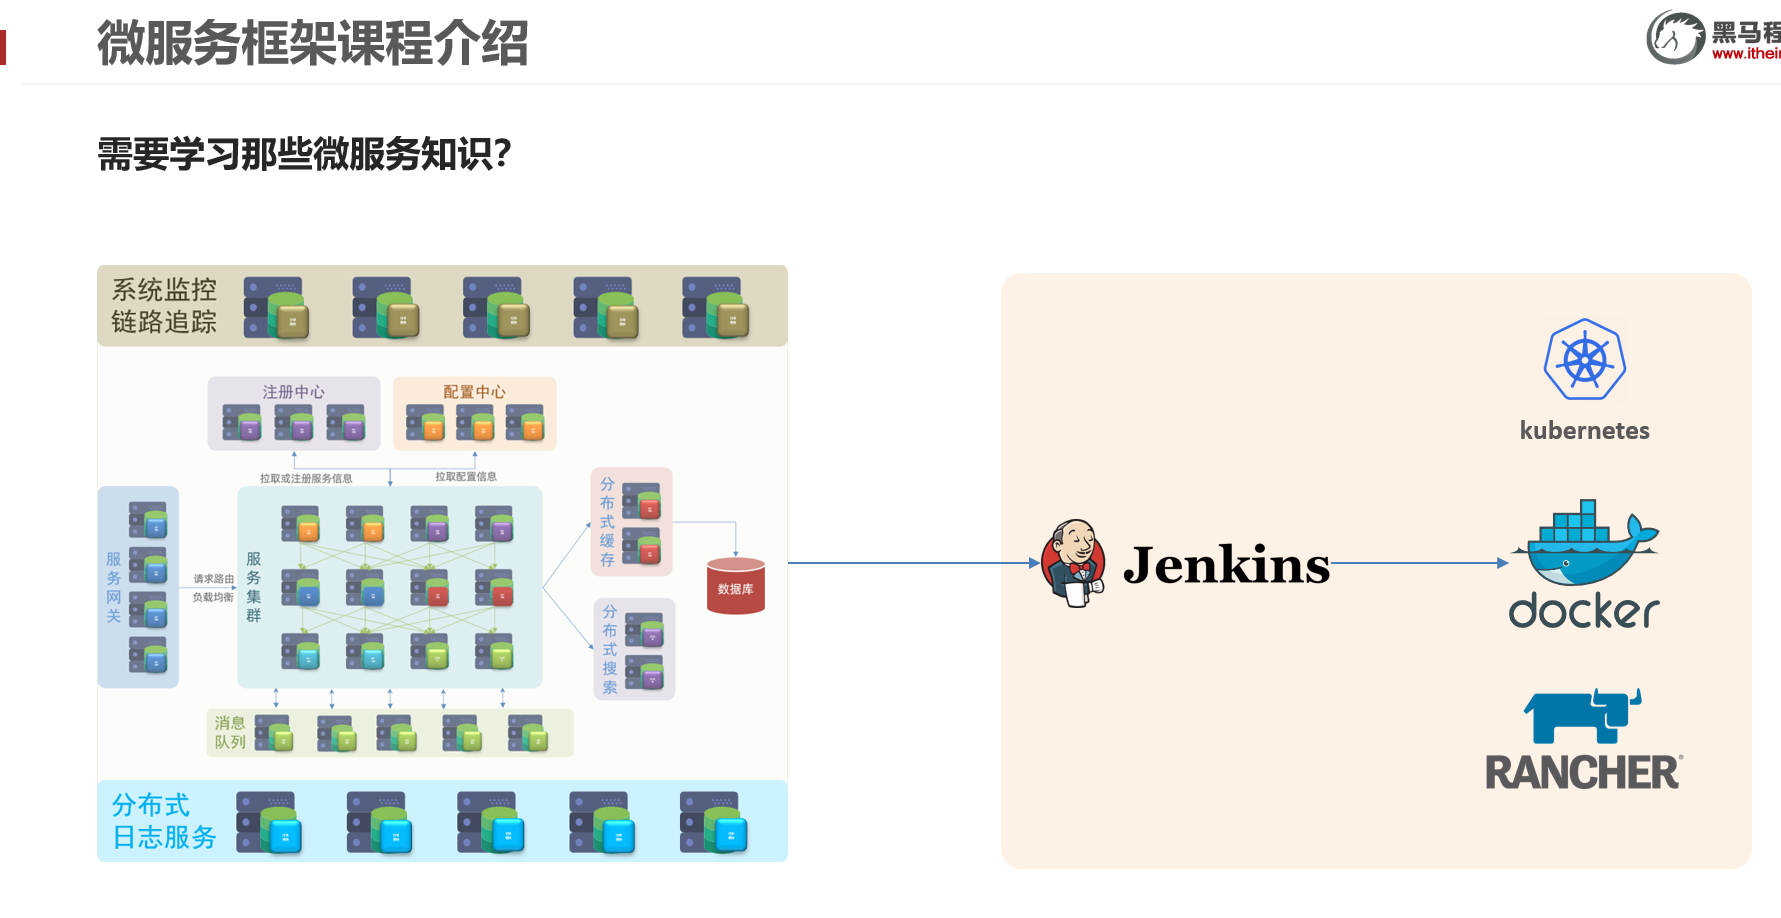 微服务框架课程介绍
黑马程
www.ithei
需要学习那些微服务知识？
系统监控
链路追踪
注册中心
配置中心
拉取或注册服务信息
拉取配置信息
服务网关
请求路由
负载均衡
服务集群
分布式缓存
数据库
分布式搜索
消息
队列
分布式
日志服务
Jenkins
kubernetes
docker
RANCHER®